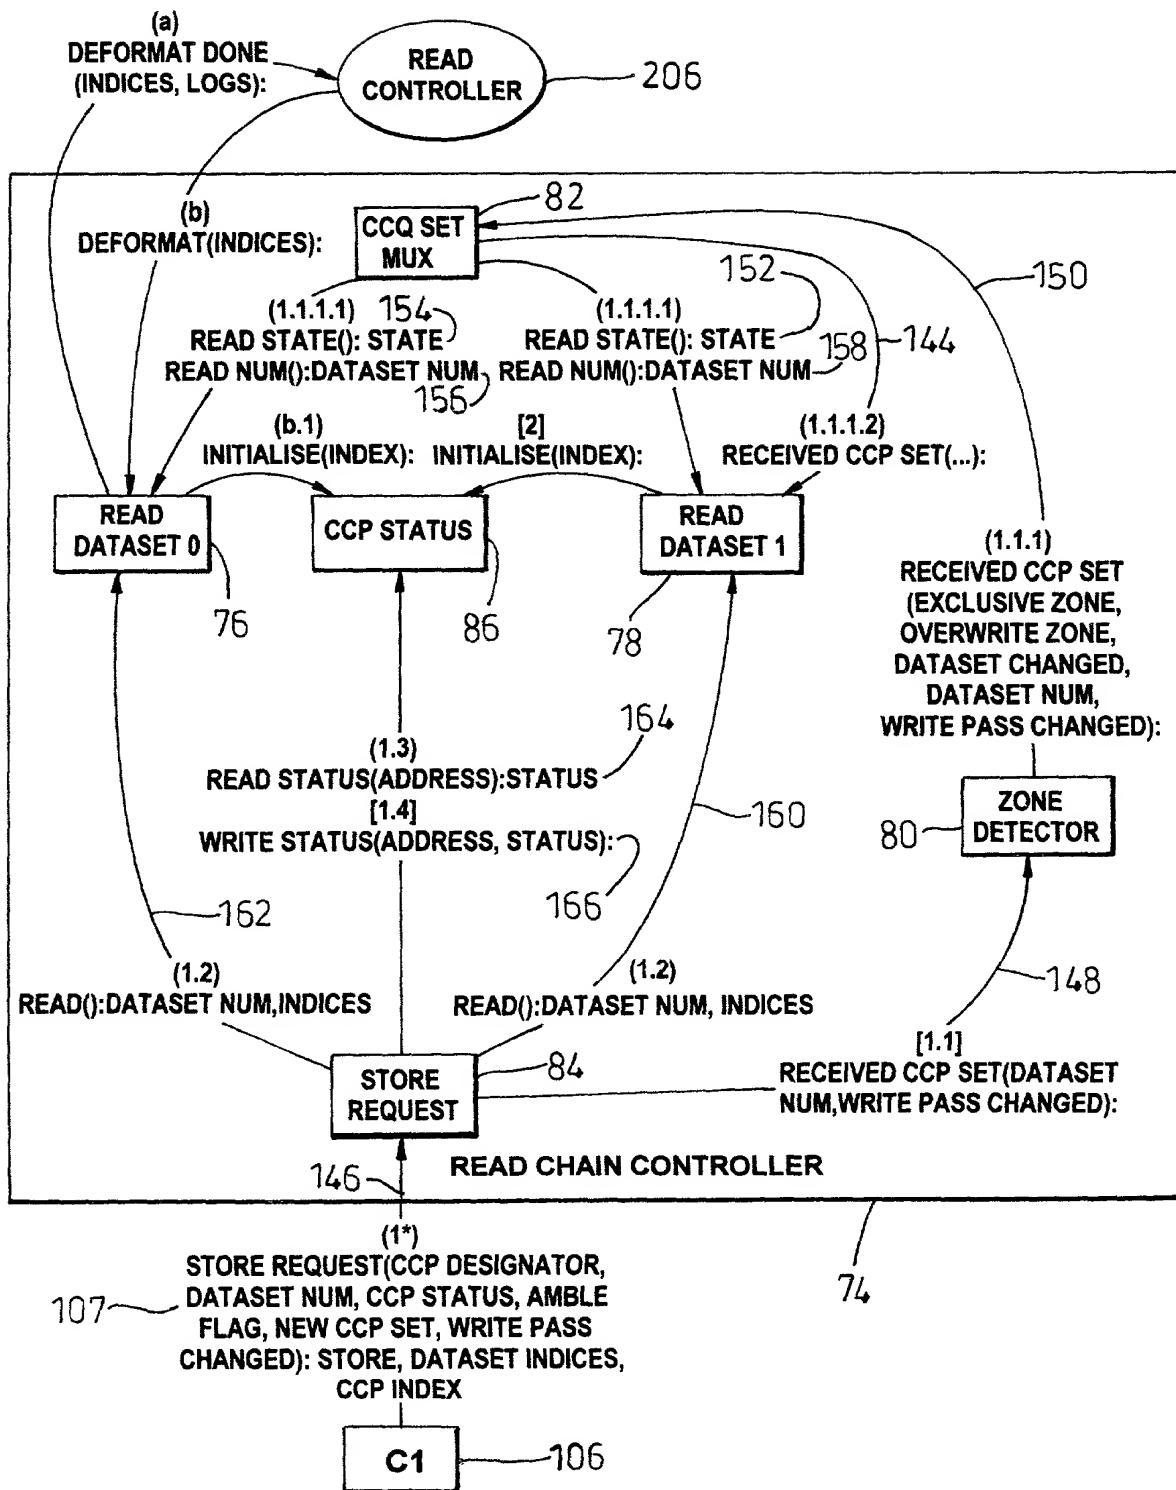 (a)
DEFORMAT DONE
(INDICES, LOGS):
READ
CONTROLLER
206
(b)
DEFORMAT(INDICES):
82
CCQ SET
MUX
152
150
(1.1.1.1)
READ STATE(): STATE
154
READ NUM():DATASET NUM
156
(1.1.1.1)
READ STATE(): STATE
READ NUM():DATASET NUM
158
144
(b.1)
INITIALISE(INDEX):
[2]
INITIALISE(INDEX):
(1.1.1.2)
RECEIVED CCP SET(...):
READ
DATASET 0
76
CCP STATUS
86
READ
DATASET 1
78
(1.1.1)
RECEIVED CCP SET
(EXCLUSIVE ZONE,
OVERWRITE ZONE,
DATASET CHANGED,
DATASET NUM,
WRITE PASS CHANGED):
164
(1.3)
READ STATUS(ADDRESS):STATUS
[1.4]
WRITE STATUS(ADDRESS, STATUS):
166
160
80
ZONE
DETECTOR
162
148
(1.2)
READ():DATASET NUM,INDICES
(1.2)
READ():DATASET NUM, INDICES
[1.1]
RECEIVED CCP SET(DATASET
NUM,WRITE PASS CHANGED):
STORE
REQUEST
84
READ CHAIN CONTROLLER
146
74
(1*)
STORE REQUEST(CCP DESIGNATOR,
DATASET NUM, CCP STATUS, AMBLE
FLAG, NEW CCP SET, WRITE PASS
CHANGED): STORE, DATASET INDICES,
CCP INDEX
107
C1
106